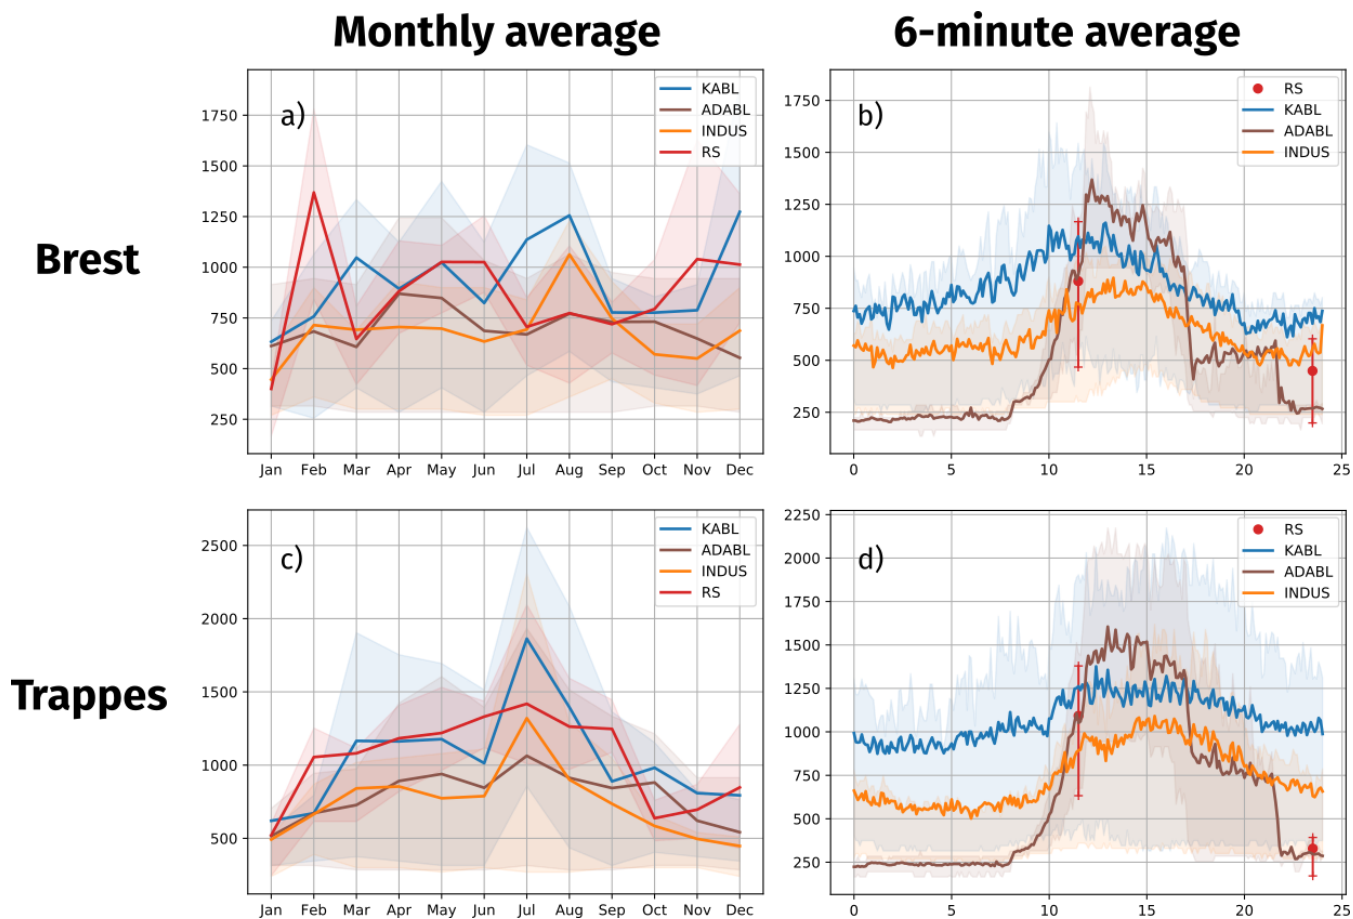 Monthly average
6-minute average
Brest
a)
1750
1500
1250
1000
750
500
250
Jan Feb Mar Apr May Jun Jul Aug Sep Oct Nov Dec
KABL
ADABL
INDUS
RS
b)
1750
1500
1250
1000
750
500
250
0 5 10 15 20 25
RS
KABL
ADABL
INDUS
Trappes
c)
2500
2000
1500
1000
500
Jan Feb Mar Apr May Jun Jul Aug Sep Oct Nov Dec
KABL
ADABL
INDUS
RS
d)
2250
2000
1750
1500
1250
1000
750
500
250
0 5 10 15 20 25
RS
KABL
ADABL
INDUS